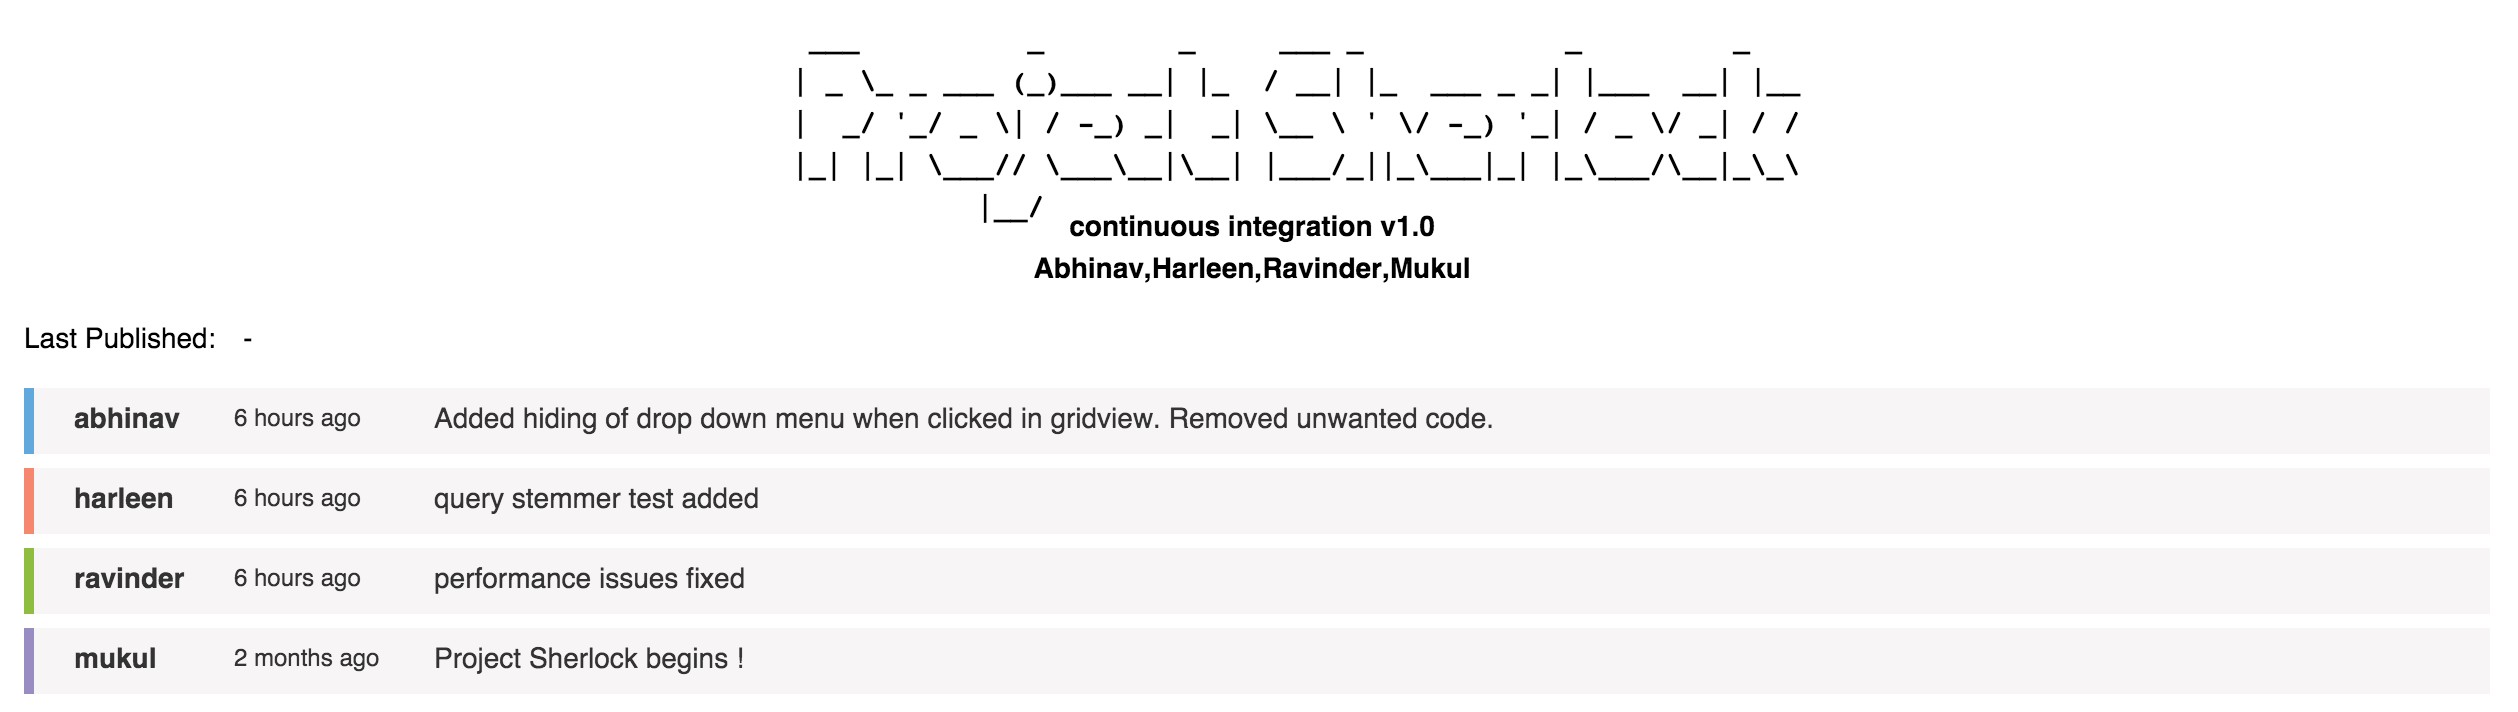 Project Sherlock
continuous integration v1.0
Abhinav,Harleen,Ravinder,Mukul
Last Published: -
abhinav 6 hours ago Added hiding of drop down menu when clicked in gridview. Removed unwanted code.
harleen 6 hours ago query stemmer test added
ravinder 6 hours ago performance issues fixed
mukul 2 months ago Project Sherlock begins !